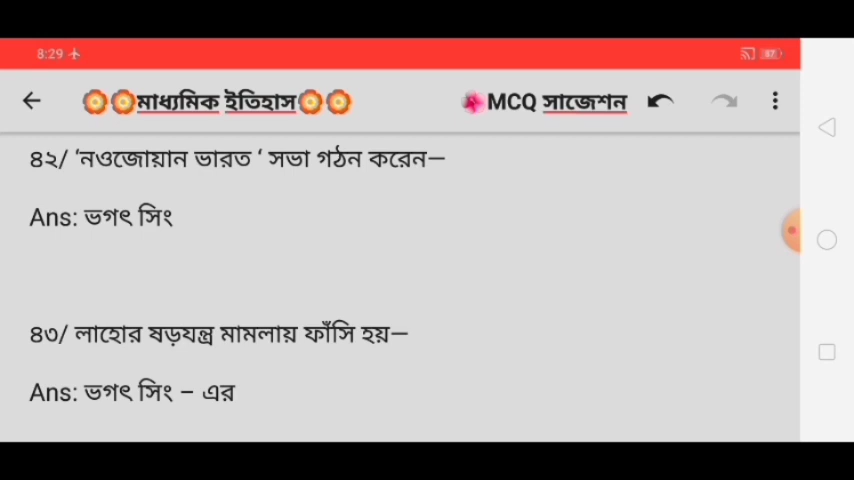 8:29
87
মাধ্যমিক ইতিহাস MCQ সাজেশন
৪২/ ‘নওজোয়ান ভারত ‘ সভা গঠন করেন—
Ans: ভগৎ সিং
৪৩/ লাহোর ষড়যন্ত্র মামলায় ফাঁসি হয়—
Ans: ভগৎ সিং – এর